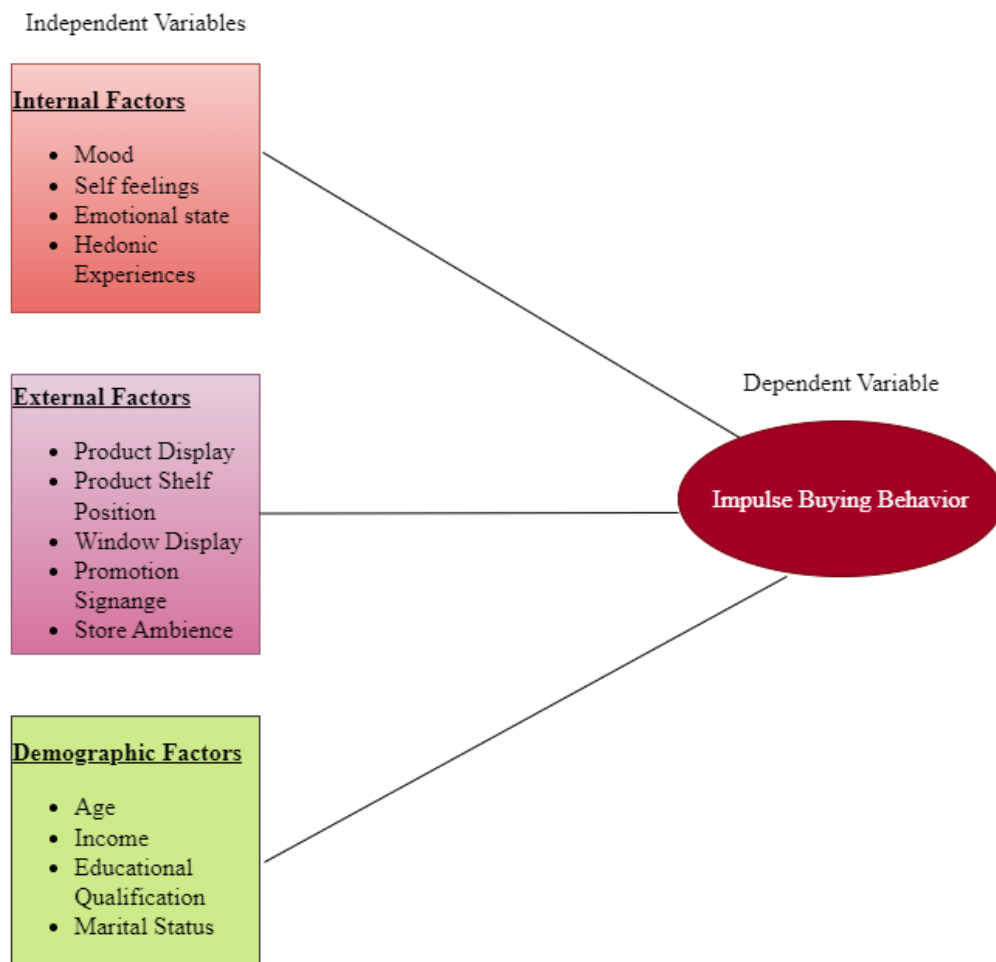 Independent Variables
Internal Factors
• Mood
• Self feelings
• Emotional state
• Hedonic
Experiences
External Factors
• Product Display
• Product Shelf
Position
• Window Display
• Promotion
Signange
• Store Ambience
Demographic Factors
• Age
• Income
• Educational
Qualification
• Marital Status
Dependent Variable
Impulse Buying Behavior